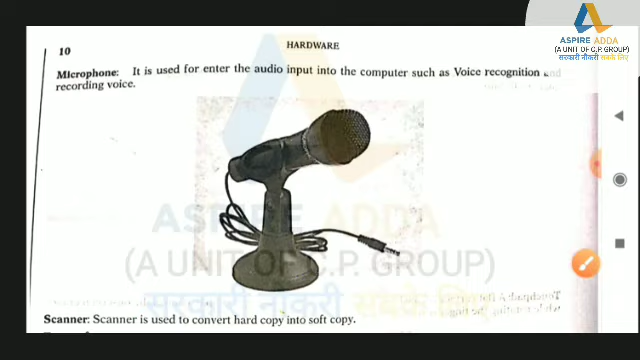 ASPIRE ADDA
(A UNIT OF C.P. GROUP)
सरकारी नौकरी सबके लिए
10
HARDWARE
Microphone: It is used for enter the audio input into the computer such as Voice recognition and
recording voice.
ASPIRE ADDA
(A UNIT OF C.P. GROUP)
सरकारी नौकरी सबके लिए
Scanner: Scanner is used to convert hard copy into soft copy.